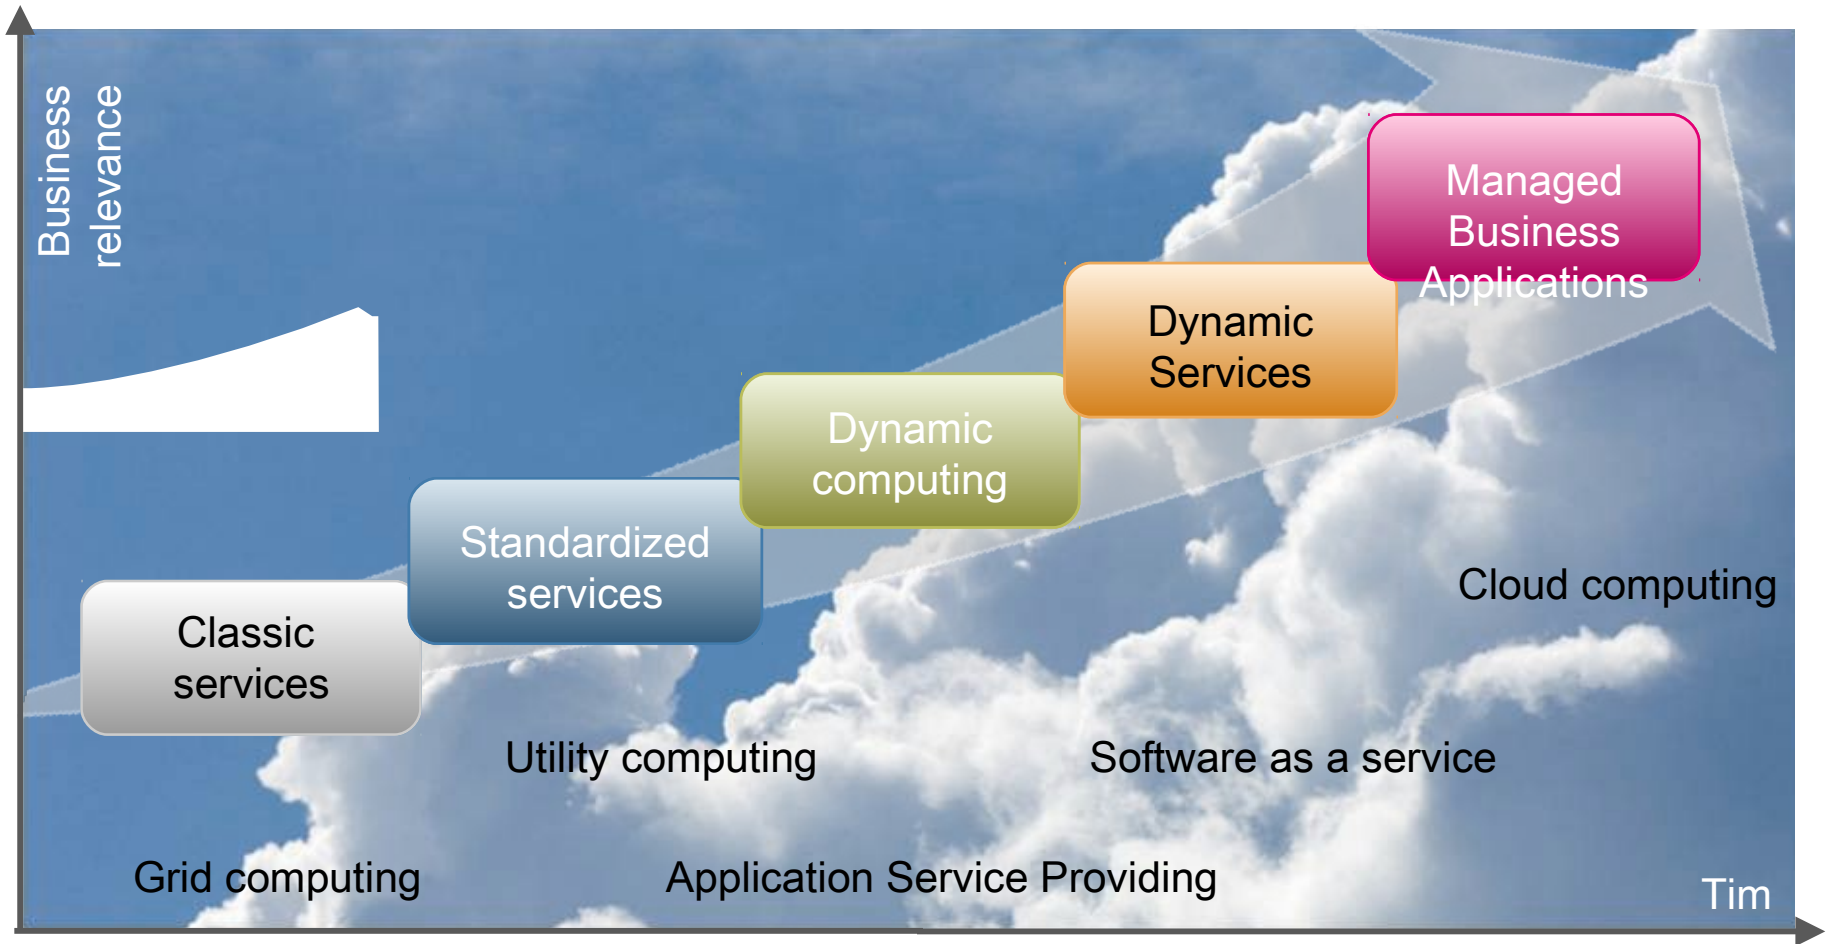 Business
relevance
Managed
Business
Applications
Dynamic
Services
Dynamic
computing
Standardized
services
Cloud computing
Classic
services
Utility computing
Software as a service
Grid computing
Application Service Providing
Tim